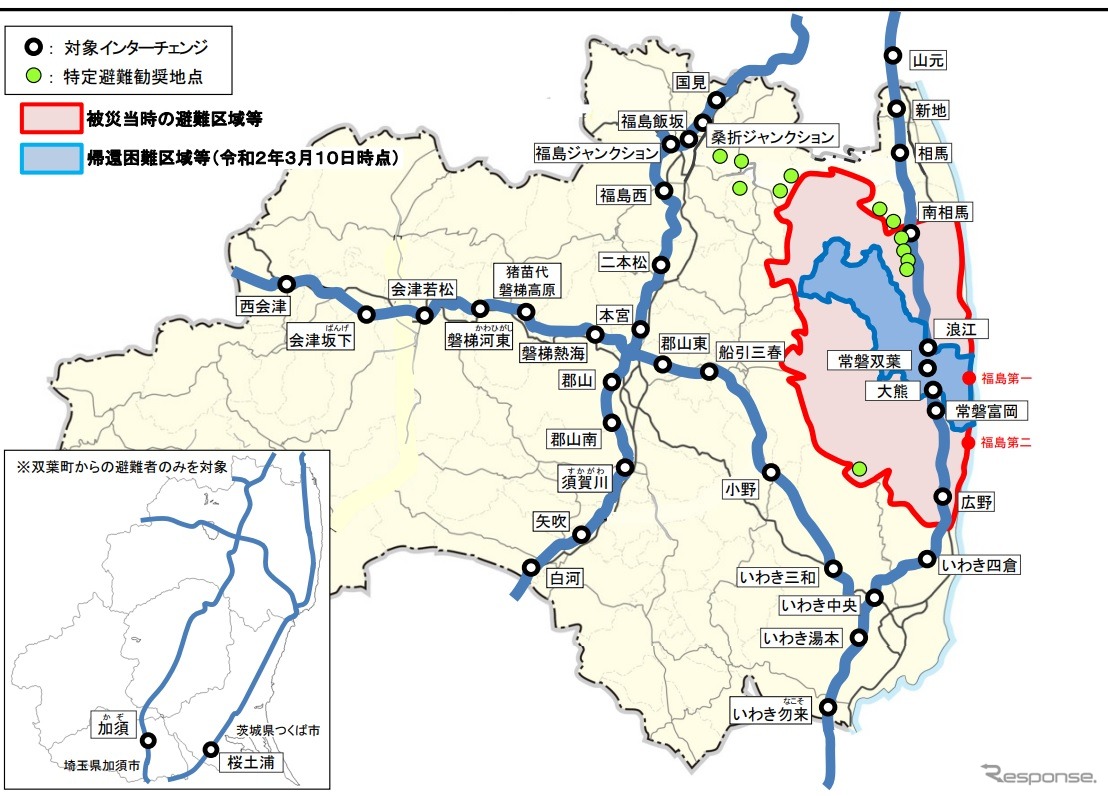 ：対象インターチェンジ
：特定避難勧奨地点
被災当時の避難区域等
帰還困難区域等(令和2年3月10日時点)
山元
国見
新地
福島飯坂
桑折ジャンクション
福島ジャンクション
相馬
福島西
南相馬
二本松
猪苗代
磐梯高原
会津若松
西会津
ばんげ
会津坂下
かわひがし
磐梯河東
本宮
磐梯熱海
郡山東
船引三春
浪江
常磐双葉
福島第一
郡山
大熊
常磐富岡
郡山南
福島第二
すかがわ
須賀川
小野
広野
矢吹
白河
いわき四倉
いわき三和
いわき中央
いわき湯本
なこそ
いわき勿来
※双葉町からの避難者のみを対象
かぞ
加須
茨城県つくば市
埼玉県加須市
桜土浦
Response.